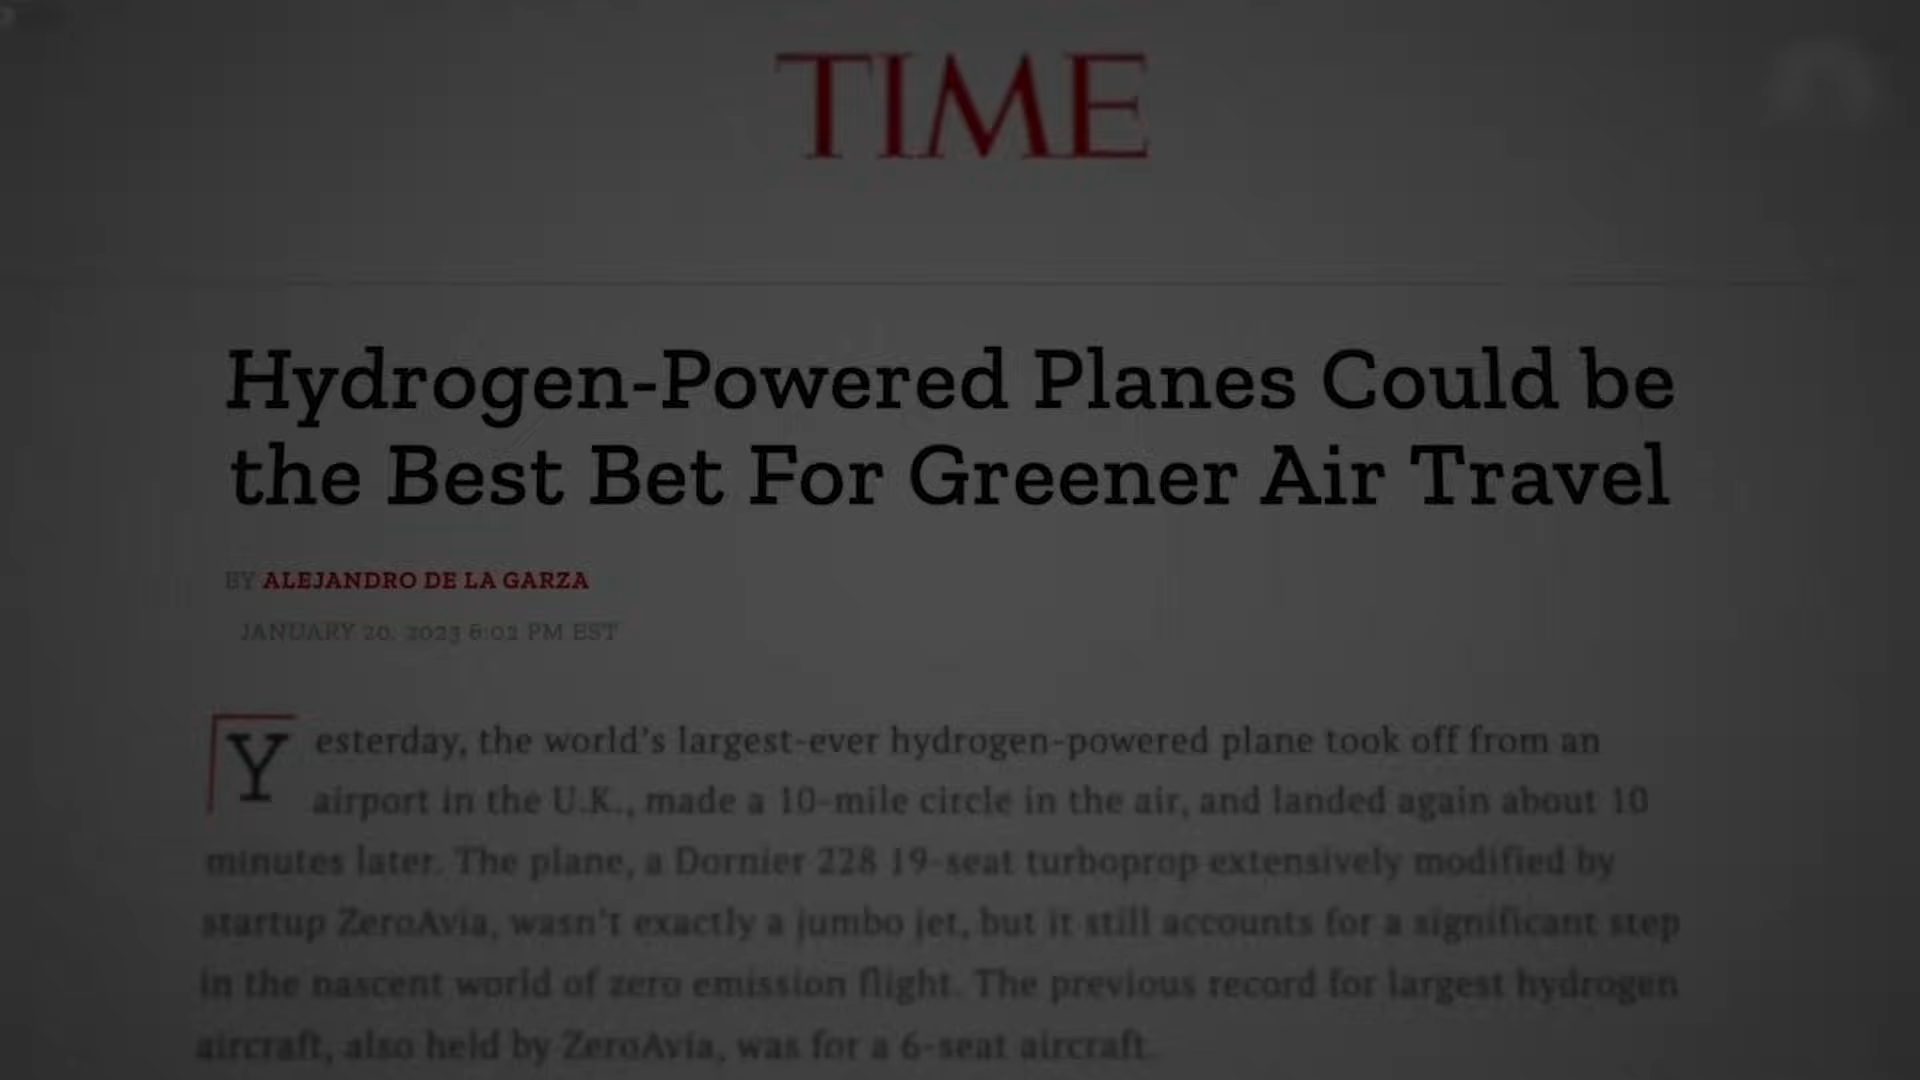 TIME
Hydrogen-Powered Planes Could be
the Best Bet For Greener Air Travel
BY ALEJANDRO DE LA GARZA
JANUARY 20, 2023 6:02 PM EST
Yesterday, the world's largest-ever hydrogen-powered plane took off from an
airport in the U.K., made a 10-mile circle in the air, and landed again about 10
minutes later. The plane, a Dornier 228 19-seat turboprop extensively modified by
startup ZeroAvia, wasn't exactly a jumbo jet, but it still accounts for a significant step
in the nascent world of zero emission flight. The previous record for largest hydrogen
aircraft, also held by ZeroAvia, was for a 6-seat aircraft.